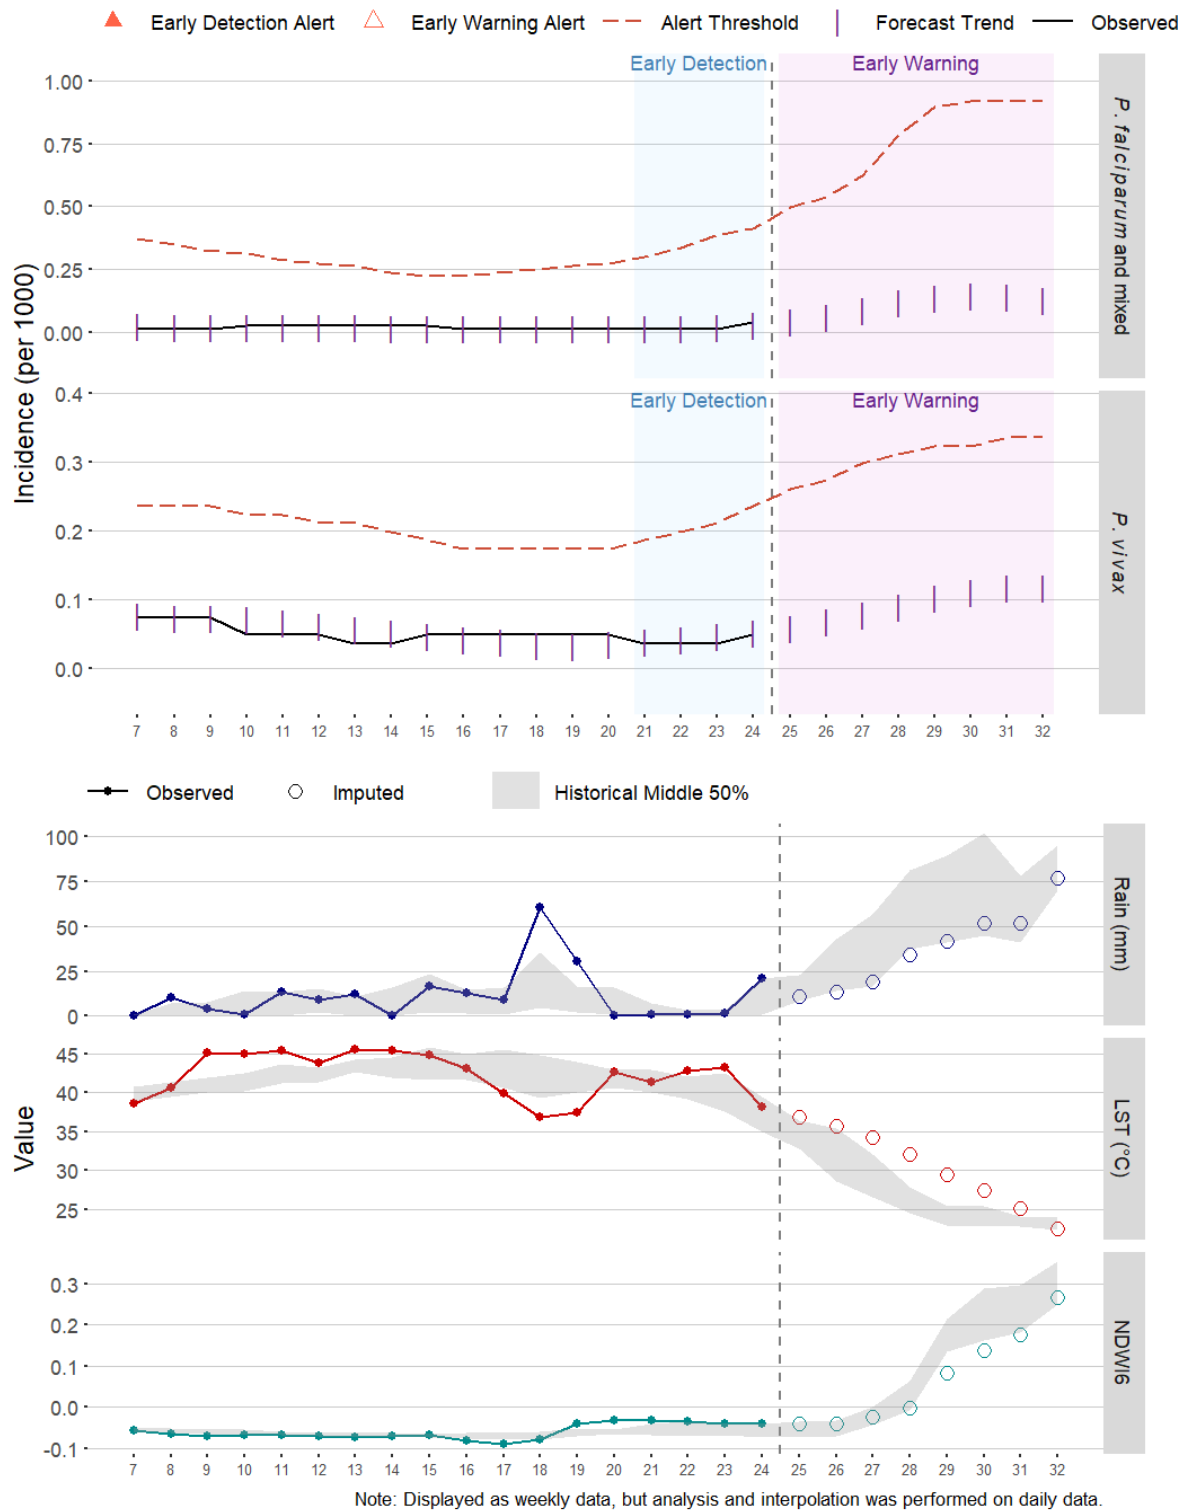 Early Detection Alert Early Warning Alert Alert Threshold Forecast Trend Observed
Early Detection Early Warning
1.00
0.75
0.50
0.25
0.00
P. falciparum and mixed
Incidence (per 1000)
Early Detection Early Warning
0.4
0.3
0.2
0.1
0.0
P. vivax
7 8 9 10 11 12 13 14 15 16 17 18 19 20 21 22 23 24 25 26 27 28 29 30 31 32
Observed Imputed Historical Middle 50%
100
75
50
25
0
Rain (mm)
45
40
35
30
25
LST (°C)
Value
0.3
0.2
0.1
0.0
-0.1
NDWI6
7 8 9 10 11 12 13 14 15 16 17 18 19 20 21 22 23 24 25 26 27 28 29 30 31 32
Note: Displayed as weekly data, but analysis and interpolation was performed on daily data.